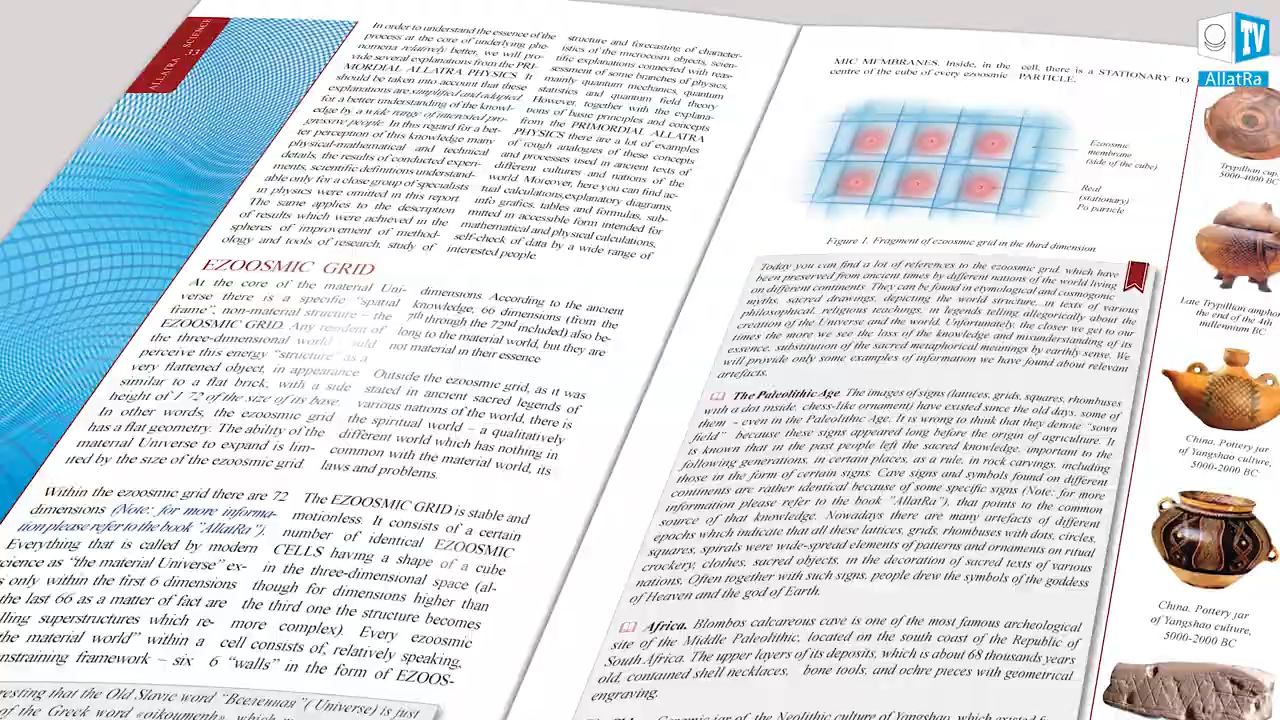 ALLATRA SCIENCE
12
In order to understand the essence of the
process at the core of underlying phe-
nomena relatively better, we will pro-
vide several explanations from the PRI-
MORDIAL ALLATRA PHYSICS. It
should be taken into account that these
explanations are simplified and adapted
for a better understanding of the knowl-
edge by a wide range of interested pro-
gressive people. In this regard for a bet-
ter perception of this knowledge many
physical-mathematical and technical
details, the results of conducted experi-
ments, scientific definitions understand-
able only for a close group of specialists
in physics were omitted in this report.
The same applies to the description
of results which were achieved in the
spheres of improvement of method-
ology and tools of research, study of
structure and forecasting of character-
istics of the microcosm objects, scien-
tific explanations connected with reas-
sessment of some branches of physics,
mainly quantum mechanics, quantum
statistics and quantum field theory
However, together with the explana-
tions of basic principles and concepts
from the PRIMORDIAL ALLATRA
PHYSICS there are a lot of examples
of rough analogues of these concepts
and processes used in ancient texts of
different cultures and nations of the
world. Moreover, here you can find ac-
tual calculations, explanatory diagrams,
info grafics, tables and formulas, sub-
mitted in accessible form intended for
mathematical and physical calculations,
self-check of data by a wide range of
interested people.
EZOOSMIC GRID
At the core of the material Uni-
verse there is a specific "spatial
frame", non-material structure – the
EZOOSMIC GRID. Any resident of
the three-dimensional world would
perceive this energy "structure" as a
very flattened object, in appearance
similar to a flat brick, with a side
height of 1 72 of the size of its base.
In other words, the ezoosmic grid
has a flat geometry. The ability of the
material Universe to expand is lim-
ited by the size of the ezoosmic grid.
Within the ezoosmic grid there are 72
dimensions (Note: for more informa-
tion please refer to the book "AllatRa").
Everything that is called by modern
cience as "the material Universe" ex-
s only within the first 6 dimensions
the last 66 as a matter of fact are
lling superstructures which re-
the material world" within a
nstraining framework – six
dimensions. According to the ancient
knowledge, 66 dimensions (from the
7th through the 72nd included) also be-
long to the material world, but they are
not material in their essence
Outside the ezoosmic grid, as it was
stated in ancient sacred legends of
various nations of the world, there is
the spiritual world – a qualitatively
different world which has nothing in
common with the material world, its
laws and problems.
The EZOOSMIC GRID is stable and
motionless. It consists of a certain
number of identical EZOOSMIC
CELLS having a shape of a cube
in the three-dimensional space (al-
though for dimensions higher than
the third one the structure becomes
more complex). Every ezoosmic
cell consists of, relatively speaking,
6 "walls" in the form of EZOOS-
resting that the Old Slavic word "Вселенная" ( Universe) is just
of the Greek word «oikoumenh», which
MIC MEMBRANES. Inside, in the
centre of the cube of every ezoosmic
cell, there is a STATIONARY PO
PARTICLE.
Ezoosmic
membrane
(side of the cube)
Real
(stationary)
Po particle
Figure 1. Fragment of ezoosmic grid in the third dimension.
Today you can find a lot of references to the ezoosmic grid, which have
been preserved from ancient times by different nations of the world living
on different continents. They can be found in etymological and cosmogonic
myths, sacred drawings, depicting the world structure, in texts of various
philosophical, religious teachings, in legends telling allegorically about the
creation of the Universe and the world. Unfortunately, the closer we get to our
times the more we see the loss of the knowledge and misunderstanding of its
essence, substitution of the sacred metaphorical meanings by earthly sense. We
will provide only some examples of information we have found about relevant
artefacts.
The Paleolithic Age. The images of signs (lattices, grids, squares, rhombuses
with a dot inside, chess-like ornament) have existed since the old days, some of
them - even in the Paleolithic Age. It is wrong to think that they denote "sown
field" because these signs appeared long before the origin of agriculture. It
is known that in the past people left the sacred knowledge, important to the
following generations, in certain places, as a rule, in rock carvings, including
those in the form of certain signs. Cave signs and symbols found on different
continents are rather identical because of some specific signs (Note: for more
information please refer to the book "AllatRa"), that points to the common
source of that knowledge. Nowadays there are many artefacts of different
epochs which indicate that all these lattices, grids, rhombuses with dots, circles,
squares, spirals were wide-spread elements of patterns and ornaments on ritual
crockery, clothes, sacred objects, in the decoration of sacred texts of various
nations. Often together with such signs, people drew the symbols of the goddess
of Heaven and the god of Earth.
Africa. Blombos calcareous cave is one of the most famous archeological
site of the Middle Paleolithic, located on the south coast of the Republic of
South Africa. The upper layers of its deposits, which is about 68 thousands years
old, contained shell necklaces, bone tools, and ochre pieces with geometrical
engraving.
Ceramic jar of the Neolithic culture of Yangshao, which existed
TV
AllatRa
Trypillian cup,
5000-4000 BC
Late Trypillian ampho
the end of the 4th
millennium BC
China. Pottery jar
of Yangshao culture,
5000-2000 BC
China. Pottery jar
of Yangshao culture,
5000-2000 BC